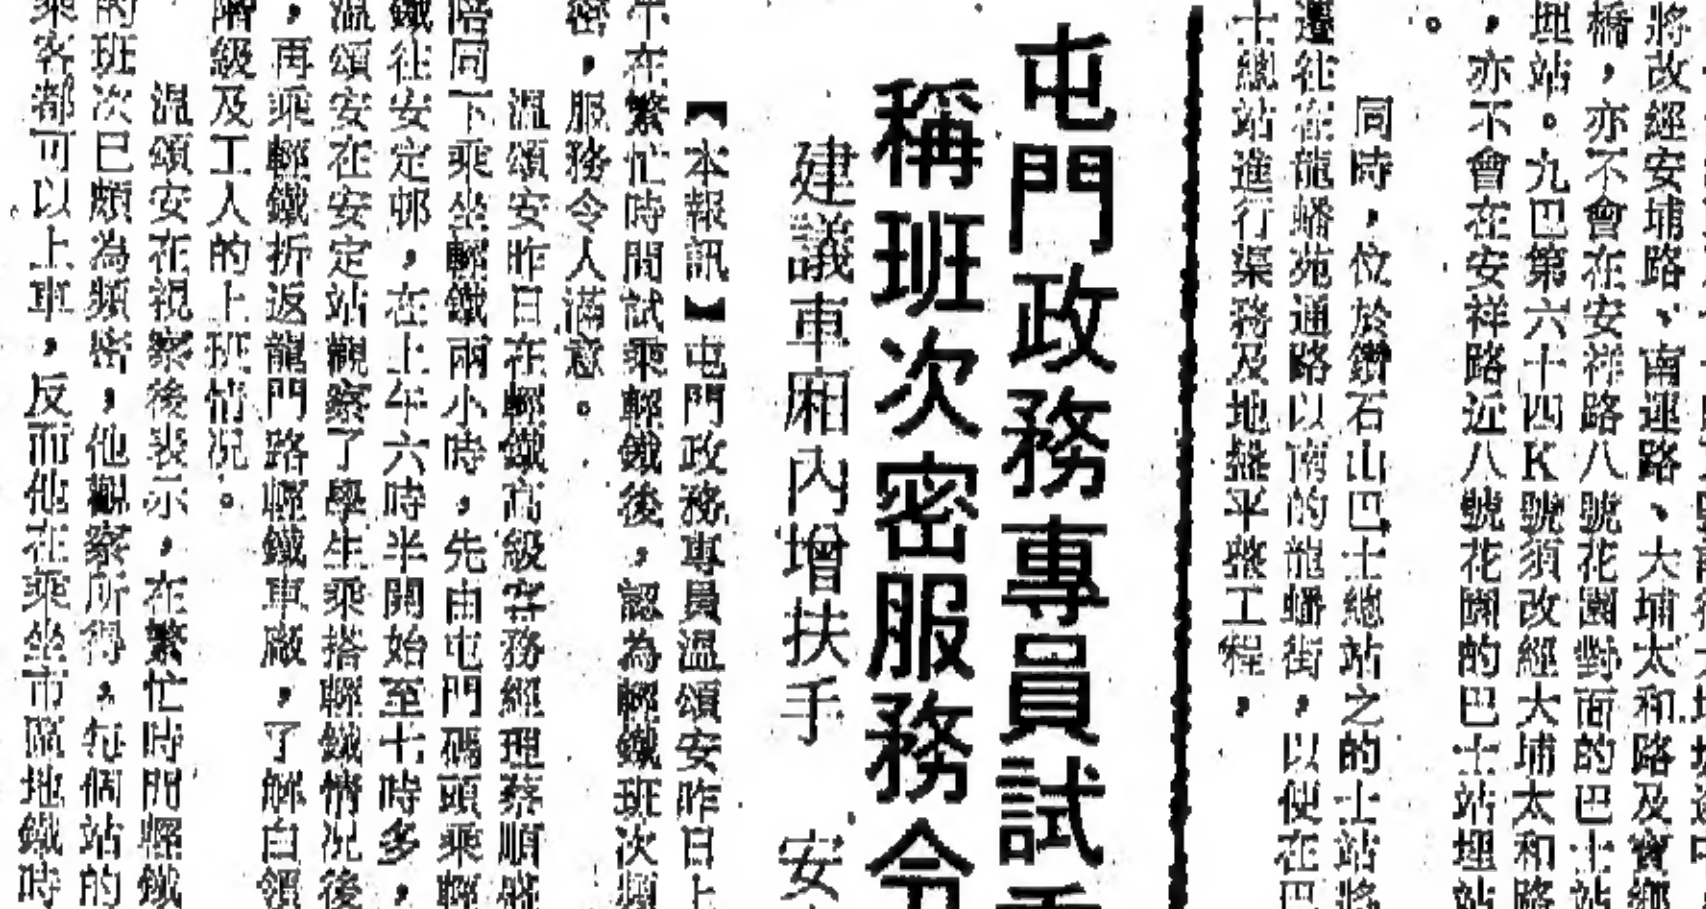 將改經安埔路、南運路、大埔太和路及寶鄉
橋，亦不會在安祥路八號花園對面的巴士站
埋站。九巴第六十四K號須改經大埔太和路
，亦不會在安祥路近八號花園的巴士站埋站
。
同時，位於鑽石山巴士總站之的士站將
遷往在龍蟠苑通路以南的龍蟠街，以便在巴
士總站進行渠務及地盤平整工程，
屯門政務專員試
稱班次密服務令
建議車廂內增扶手 安
【本報訊】屯門政務專員溫頌安昨日上
午在繁忙時間試乘輕鐵後，認為輕鐵班次頻
密，服務令人滿意。
溫頌安昨日在輕鐵高級客務經理蔡順盛
陪同下乘坐輕鐵兩小時，先由屯門碼頭乘輕
鐵往安定邨，在上午六時半開始至七時多，
溫頌安在安定站觀察了學生乘搭輕鐵情況後
，再乘輕鐵折返龍門路輕鐵車廠，了解白領
階級及工人的上班情況。
溫頌安在視察後表示，在繁忙時間輕鐵
的班次已頗為頻密，他觀察所得，每個站的
乘客都可以上車，反而他在乘坐市區地鐵時